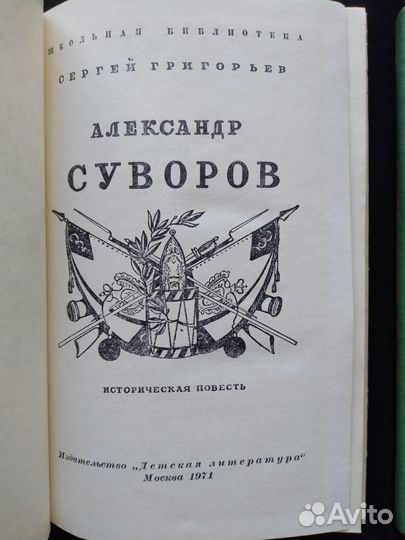 ШКОЛЬНАЯ БИБЛИОТЕКА
СЕРГЕЙ ГРИГОРЬЕВ
АЛЕКСАНДР
СУВОРОВ
ИСТОРИЧЕСКАЯ ПОВЕСТЬ
Издательство „Детская литература"
Москва 1971
Avito